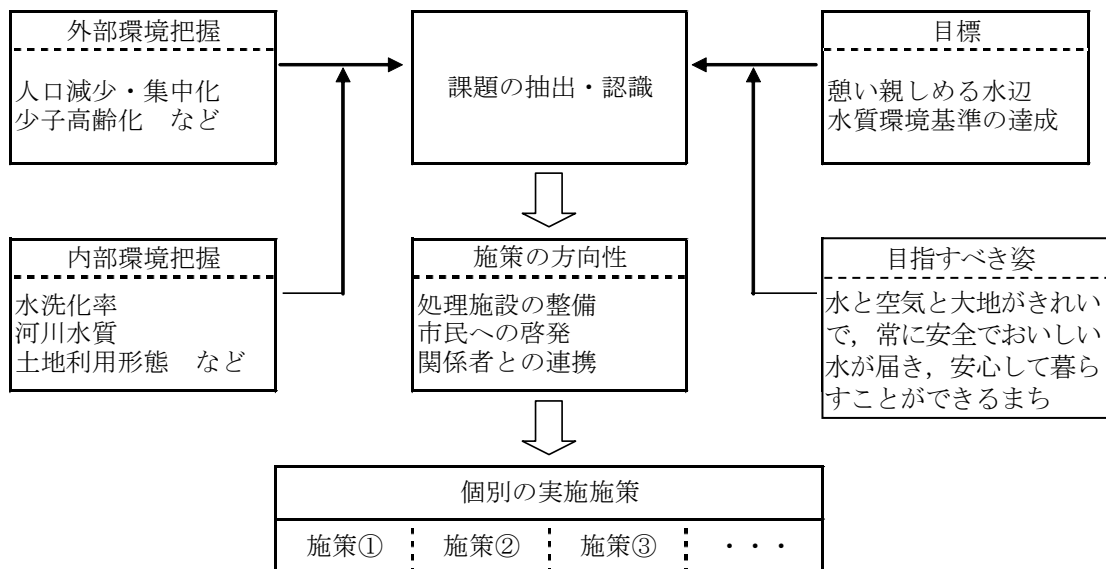 外部環境把握
人口減少・集中化
少子高齢化　など
課題の抽出・認識
目標
憩い親しめる水辺
水質環境基準の達成
内部環境把握
水洗化率
河川水質
土地利用形態　など
施策の方向性
処理施設の整備
市民への啓発
関係者との連携
目指すべき姿
水と空気と大地がきれい
で，常に安全でおいしい
水が届き，安心して暮ら
すことができるまち
個別の実施施策
施策① 施策② 施策③ ・・・